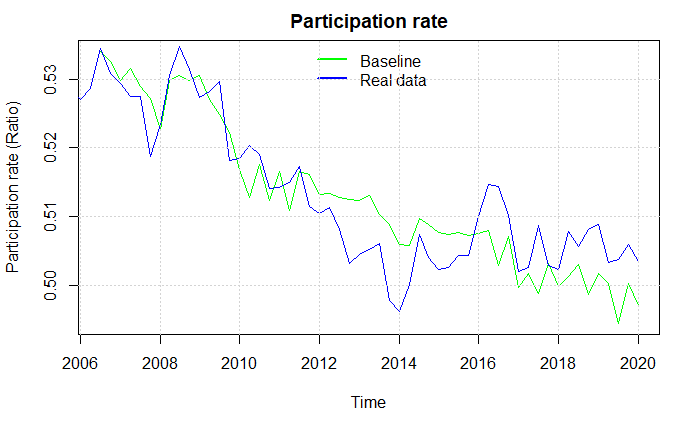 Participation rate
Baseline
Real data
Participation rate (Ratio)
0.53
0.52
0.51
0.50
2006 2008 2010 2012 2014 2016 2018 2020
Time